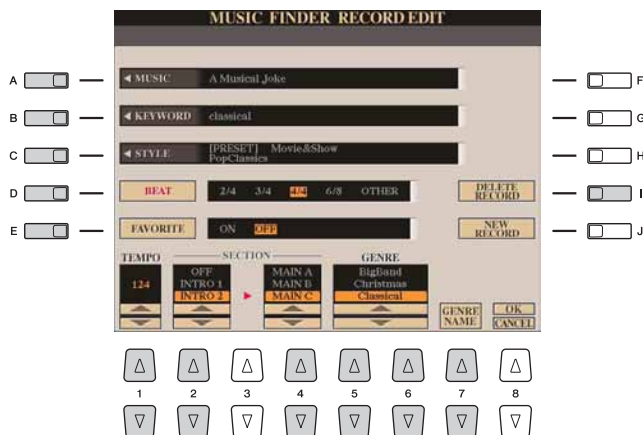 MUSIC FINDER RECORD EDIT
A
◀ MUSIC A Musical Joke
F
B
◀ KEYWORD classical
G
C
◀ STYLE [PRESET] Movie&Show
PopClassics
H
D
BEAT 2/4 3/4 4/4 6/8 OTHER
DELETE
RECORD
I
E
FAVORITE ON OFF
NEW
RECORD
J
TEMPO SECTION GENRE
OFF MAIN A BigBand
124 INTRO 1 MAIN B Christmas
INTRO 2 ▶ MAIN C Classical
GENRE
NAME
OK
CANCEL
1 2 3 4 5 6 7 8